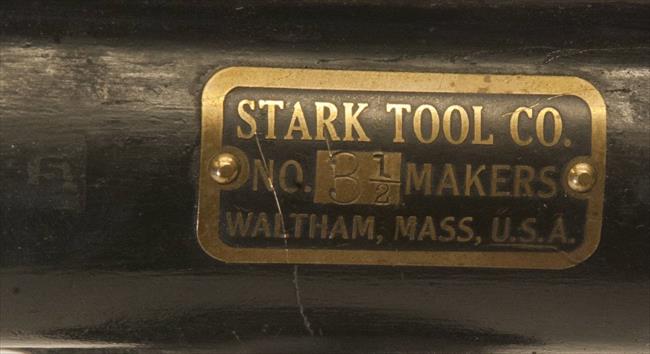 STARK TOOL CO.
NO. 3 1/2 MAKERS
WALTHAM, MASS, U.S.A.